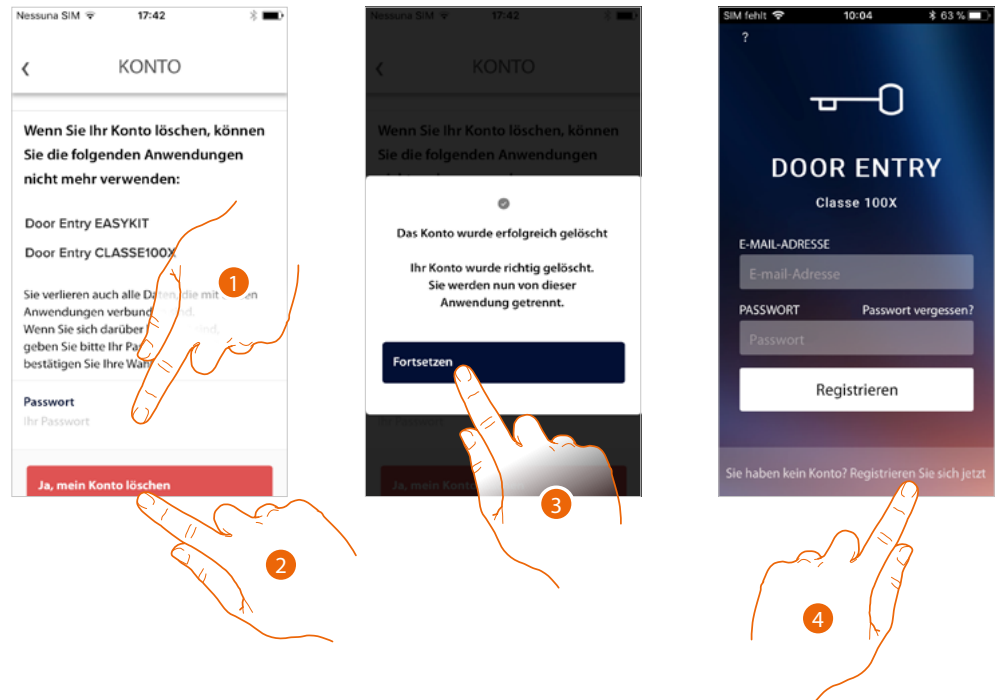 Nessuna SIM 17:42
KONTO
Wenn Sie Ihr Konto löschen, können
Sie die folgenden Anwendungen
nicht mehr verwenden:
Door Entry EASYKIT
Door Entry CLASSE100X
Sie verlieren auch alle Daten, die mit
Anwendungen
Wenn Sie sich darüber
geben Sie bitte Ihr
bestätigen Sie Ihre
Passwort
Ihr Passwort
Ja, mein Konto löschen
1
2
Nessuna SIM 17:42
KONTO
Wenn Sie Ihr Konto löschen, können
Sie die folgenden Anwendungen
Das Konto wurde erfolgreich gelöscht
Ihr Konto wurde richtig gelöscht.
Sie werden nun von dieser
Anwendung getrennt.
Fortsetzen
Ja, mein
3
SIM fehlt 10:04 63 %
?
DOOR ENTRY
Classe 100X
E-MAIL-ADRESSE
E-mail-Adresse
PASSWORT Passwort vergessen?
Passwort
Registrieren
Sie haben kein Konto? Registrieren Sie sich jetzt
4